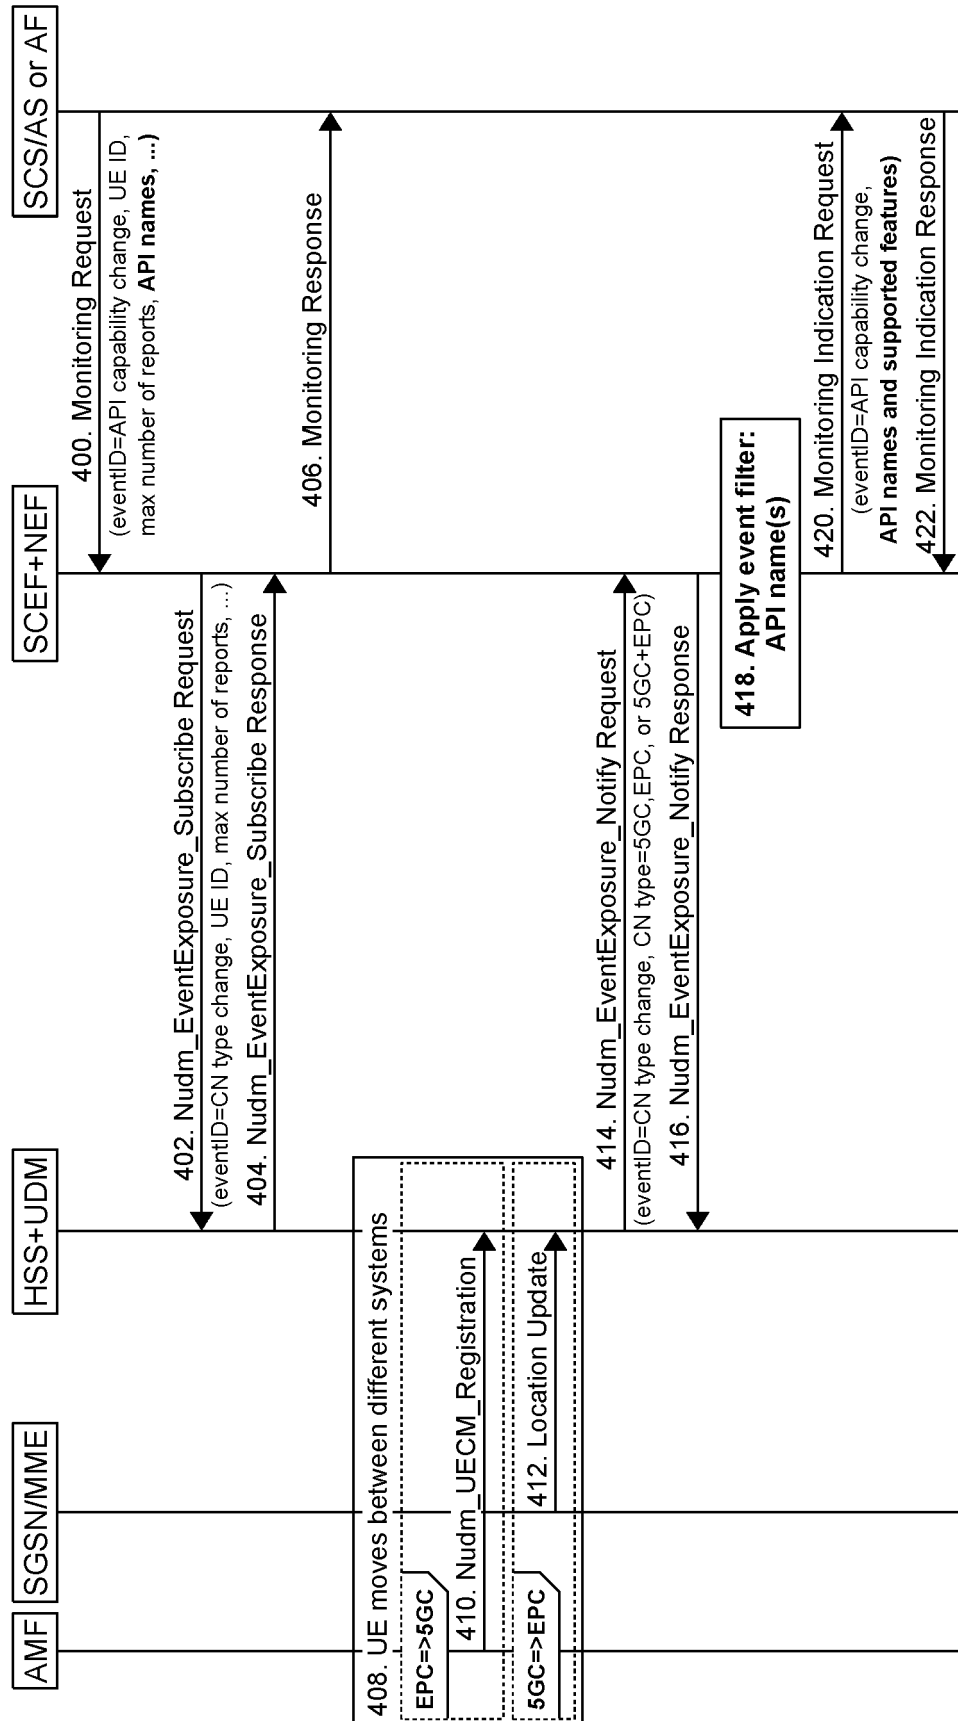 AMF
SGSN/MME
HSS+UDM
SCEF+NEF
SCS/AS or AF
400. Monitoring Request
(eventID=API capability change, UE ID,
max number of reports, API names, ...)
402. Nudm_EventExposure_Subscribe Request
(eventID=CN type change, UE ID, max number of reports, ...)
404. Nudm_EventExposure_Subscribe Response
406. Monitoring Response
408. UE moves between different systems
EPC=>5GC
410. Nudm_UECM_Registration
5GC=>EPC
412. Location Update
414. Nudm_EventExposure_Notify Request
(eventID=CN type change, CN type=5GC,EPC, or 5GC+EPC)
416. Nudm_EventExposure_Notify Response
418. Apply event filter:
API name(s)
420. Monitoring Indication Request
(eventID=API capability change,
API names and supported features)
422. Monitoring Indication Response